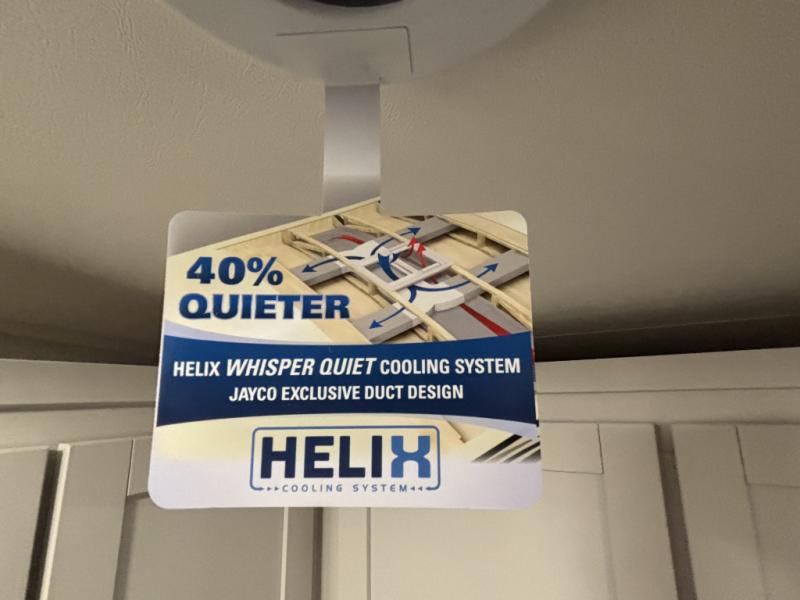 40%
QUIETER
HELIX WHISPER QUIET COOLING SYSTEM
JAYCO EXCLUSIVE DUCT DESIGN
HELIX
COOLING SYSTEM